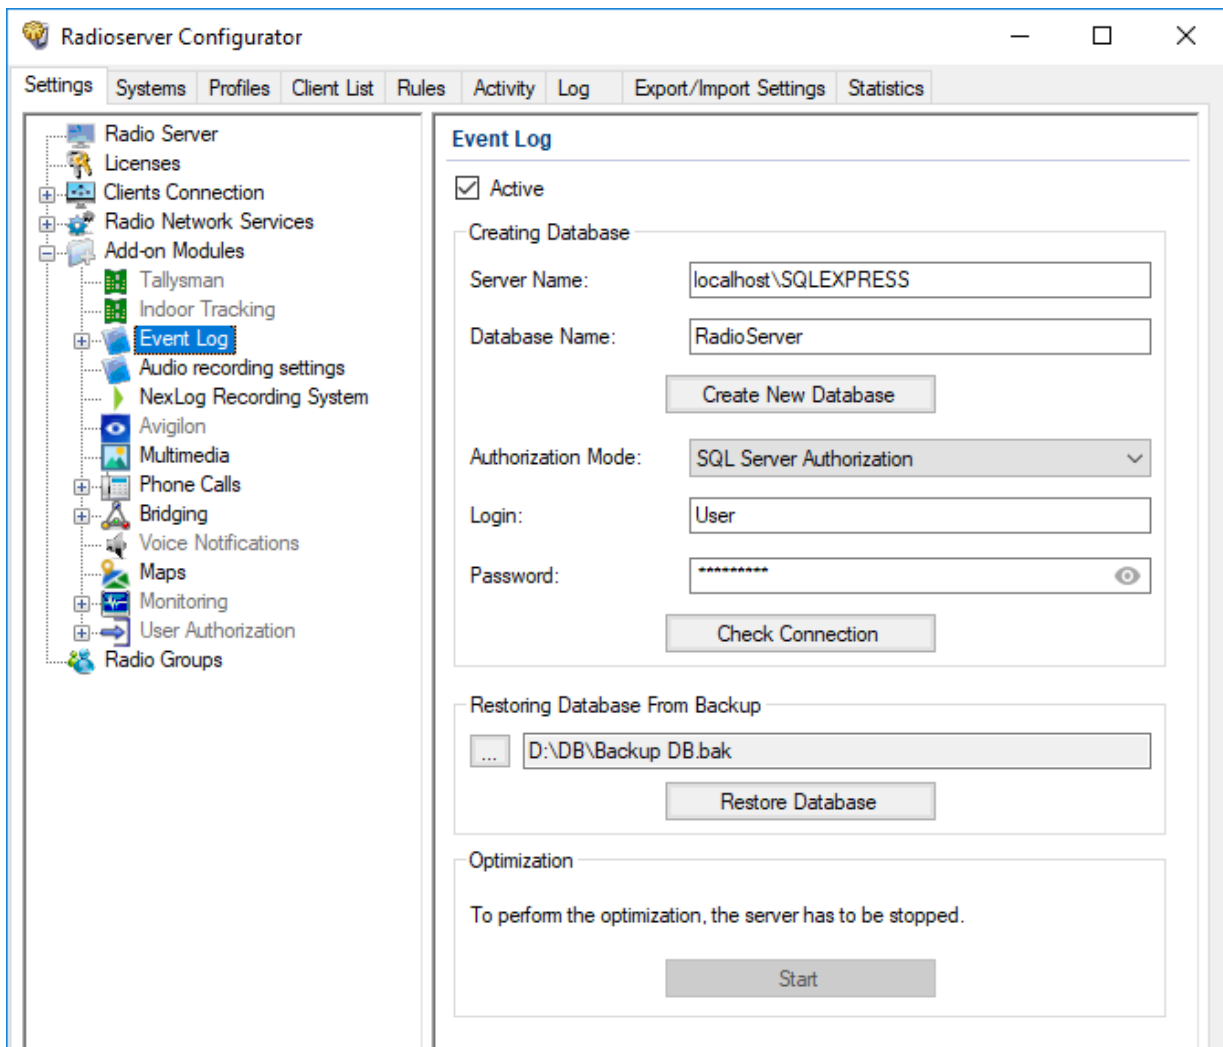 Radioserver Configurator
Settings Systems Profiles Client List Rules Activity Log Export/Import Settings Statistics
Radio Server
Licenses
Clients Connection
Radio Network Services
Add-on Modules
Tallysman
Indoor Tracking
Event Log
Audio recording settings
NexLog Recording System
Avigilon
Multimedia
Phone Calls
Bridging
Voice Notifications
Maps
Monitoring
User Authorization
Radio Groups
Event Log
Active
Creating Database
Server Name: localhost\SQLEXPRESS
Database Name: RadioServer
Create New Database
Authorization Mode: SQL Server Authorization
Login: User
Password: *********
Check Connection
Restoring Database From Backup
... D:\DB\Backup DB.bak
Restore Database
Optimization
To perform the optimization, the server has to be stopped.
Start